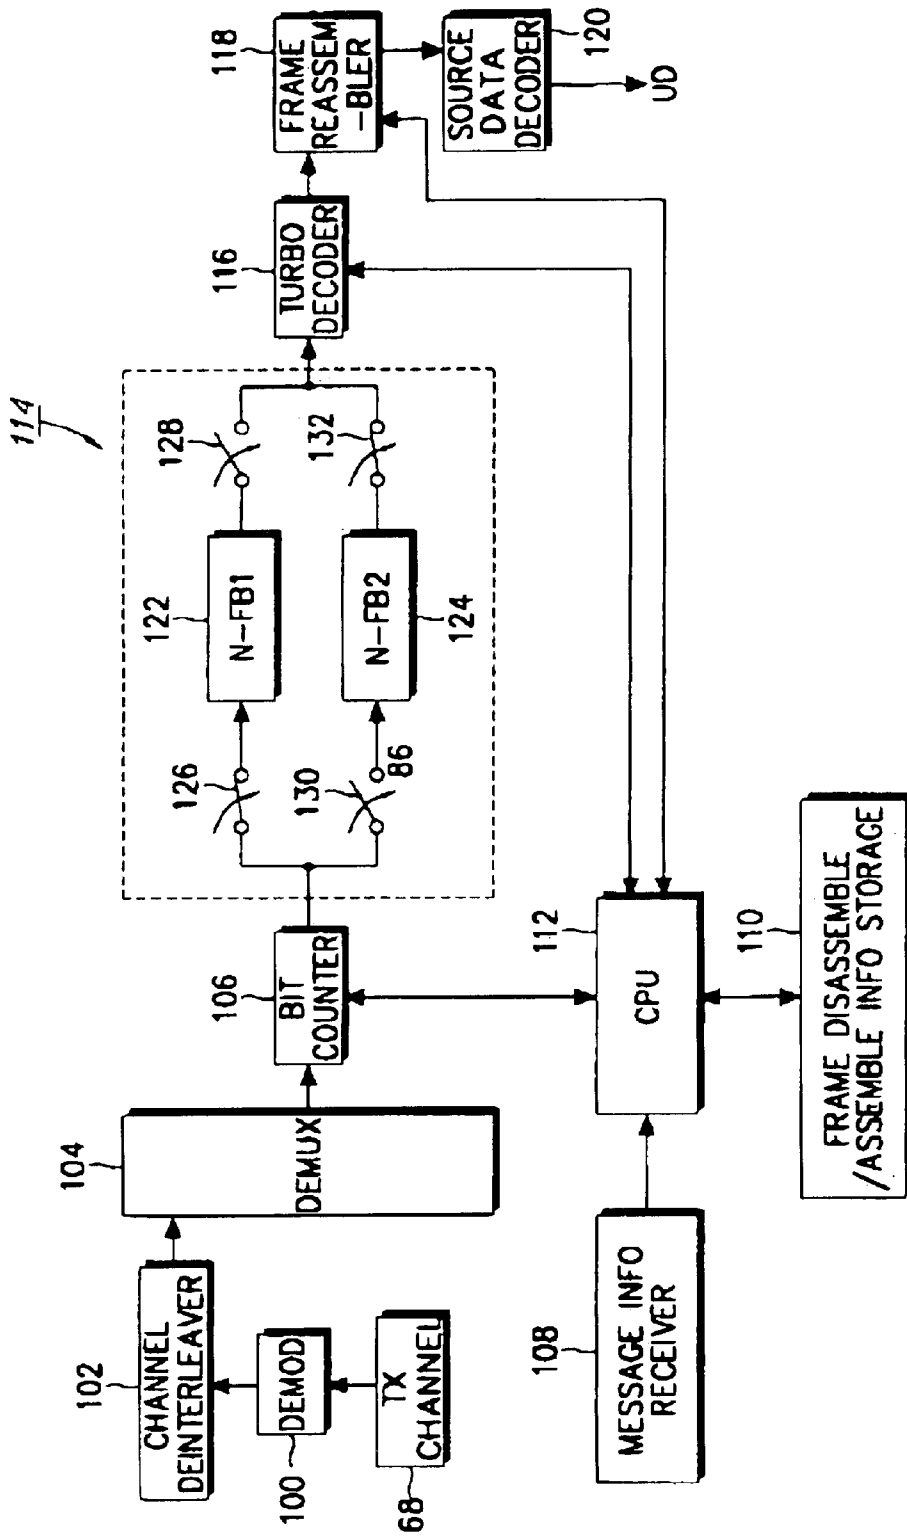 114
68
TX
CHANNEL
100
DEMOD
102
CHANNEL
DEINTERLEAVER
104
DEMUX
106
BIT
COUNTER
126
122
N-FB1
128
130
86
N-FB2
124
132
116
TURBO
DECODER
118
FRAME
REASSEM
-BLER
SOURCE
DATA
DECODER
120
UD
108
MESSAGE INFO
RECEIVER
112
CPU
110
FRAME DISASSEMBLE
/ASSEMBLE INFO STORAGE